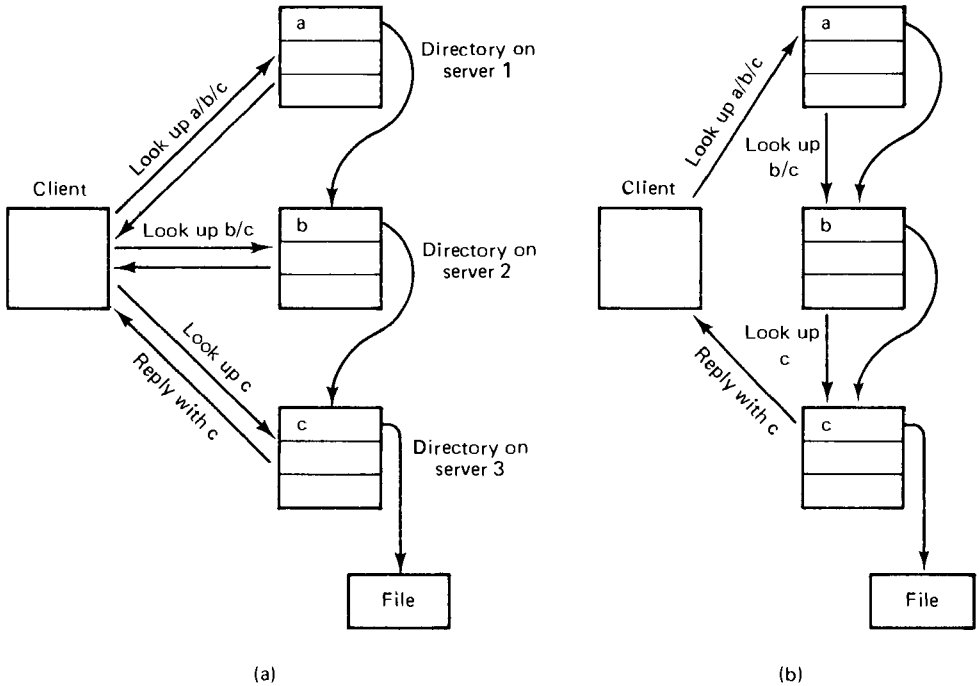 a
Directory on
server 1
Look up a/b/c
Client
Look up b/c
b
Directory on
server 2
Look up c
Reply with c
c
Directory on
server 3
File
(a)
a
Look up a/b/c
Look up
b/c
Client
b
Look up
c
Reply with c
c
File
(b)